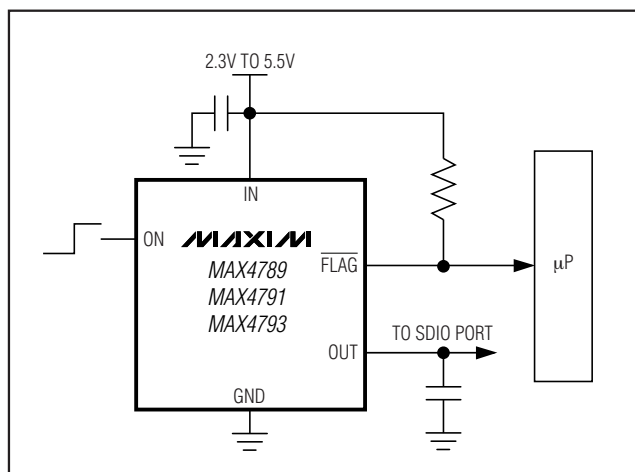 2.3V TO 5.5V
IN
ON
MAXIM
MAX4789
MAX4791
MAX4793
FLAG
μP
TO SDIO PORT
OUT
GND